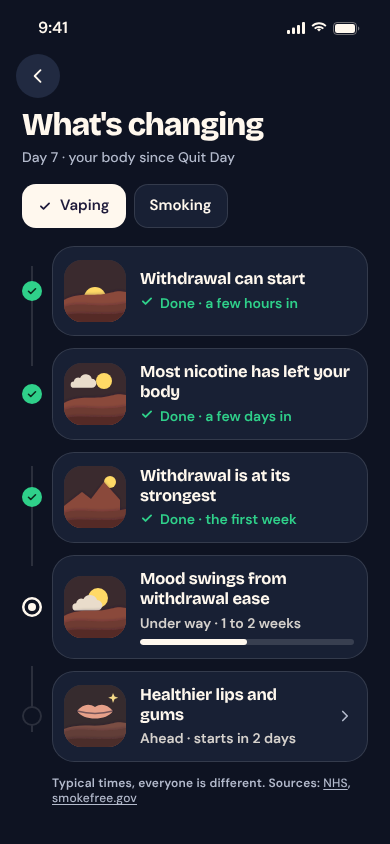 9:41
What's changing
Day 7 · your body since Quit Day
Vaping
Smoking
Withdrawal can start
Done · a few hours in
Most nicotine has left your
body
Done · a few days in
Withdrawal is at its
strongest
Done · the first week
Mood swings from
withdrawal ease
Under way · 1 to 2 weeks
Healthier lips and
gums
Ahead · starts in 2 days
Typical times, everyone is different. Sources: NHS,
smokefree.gov